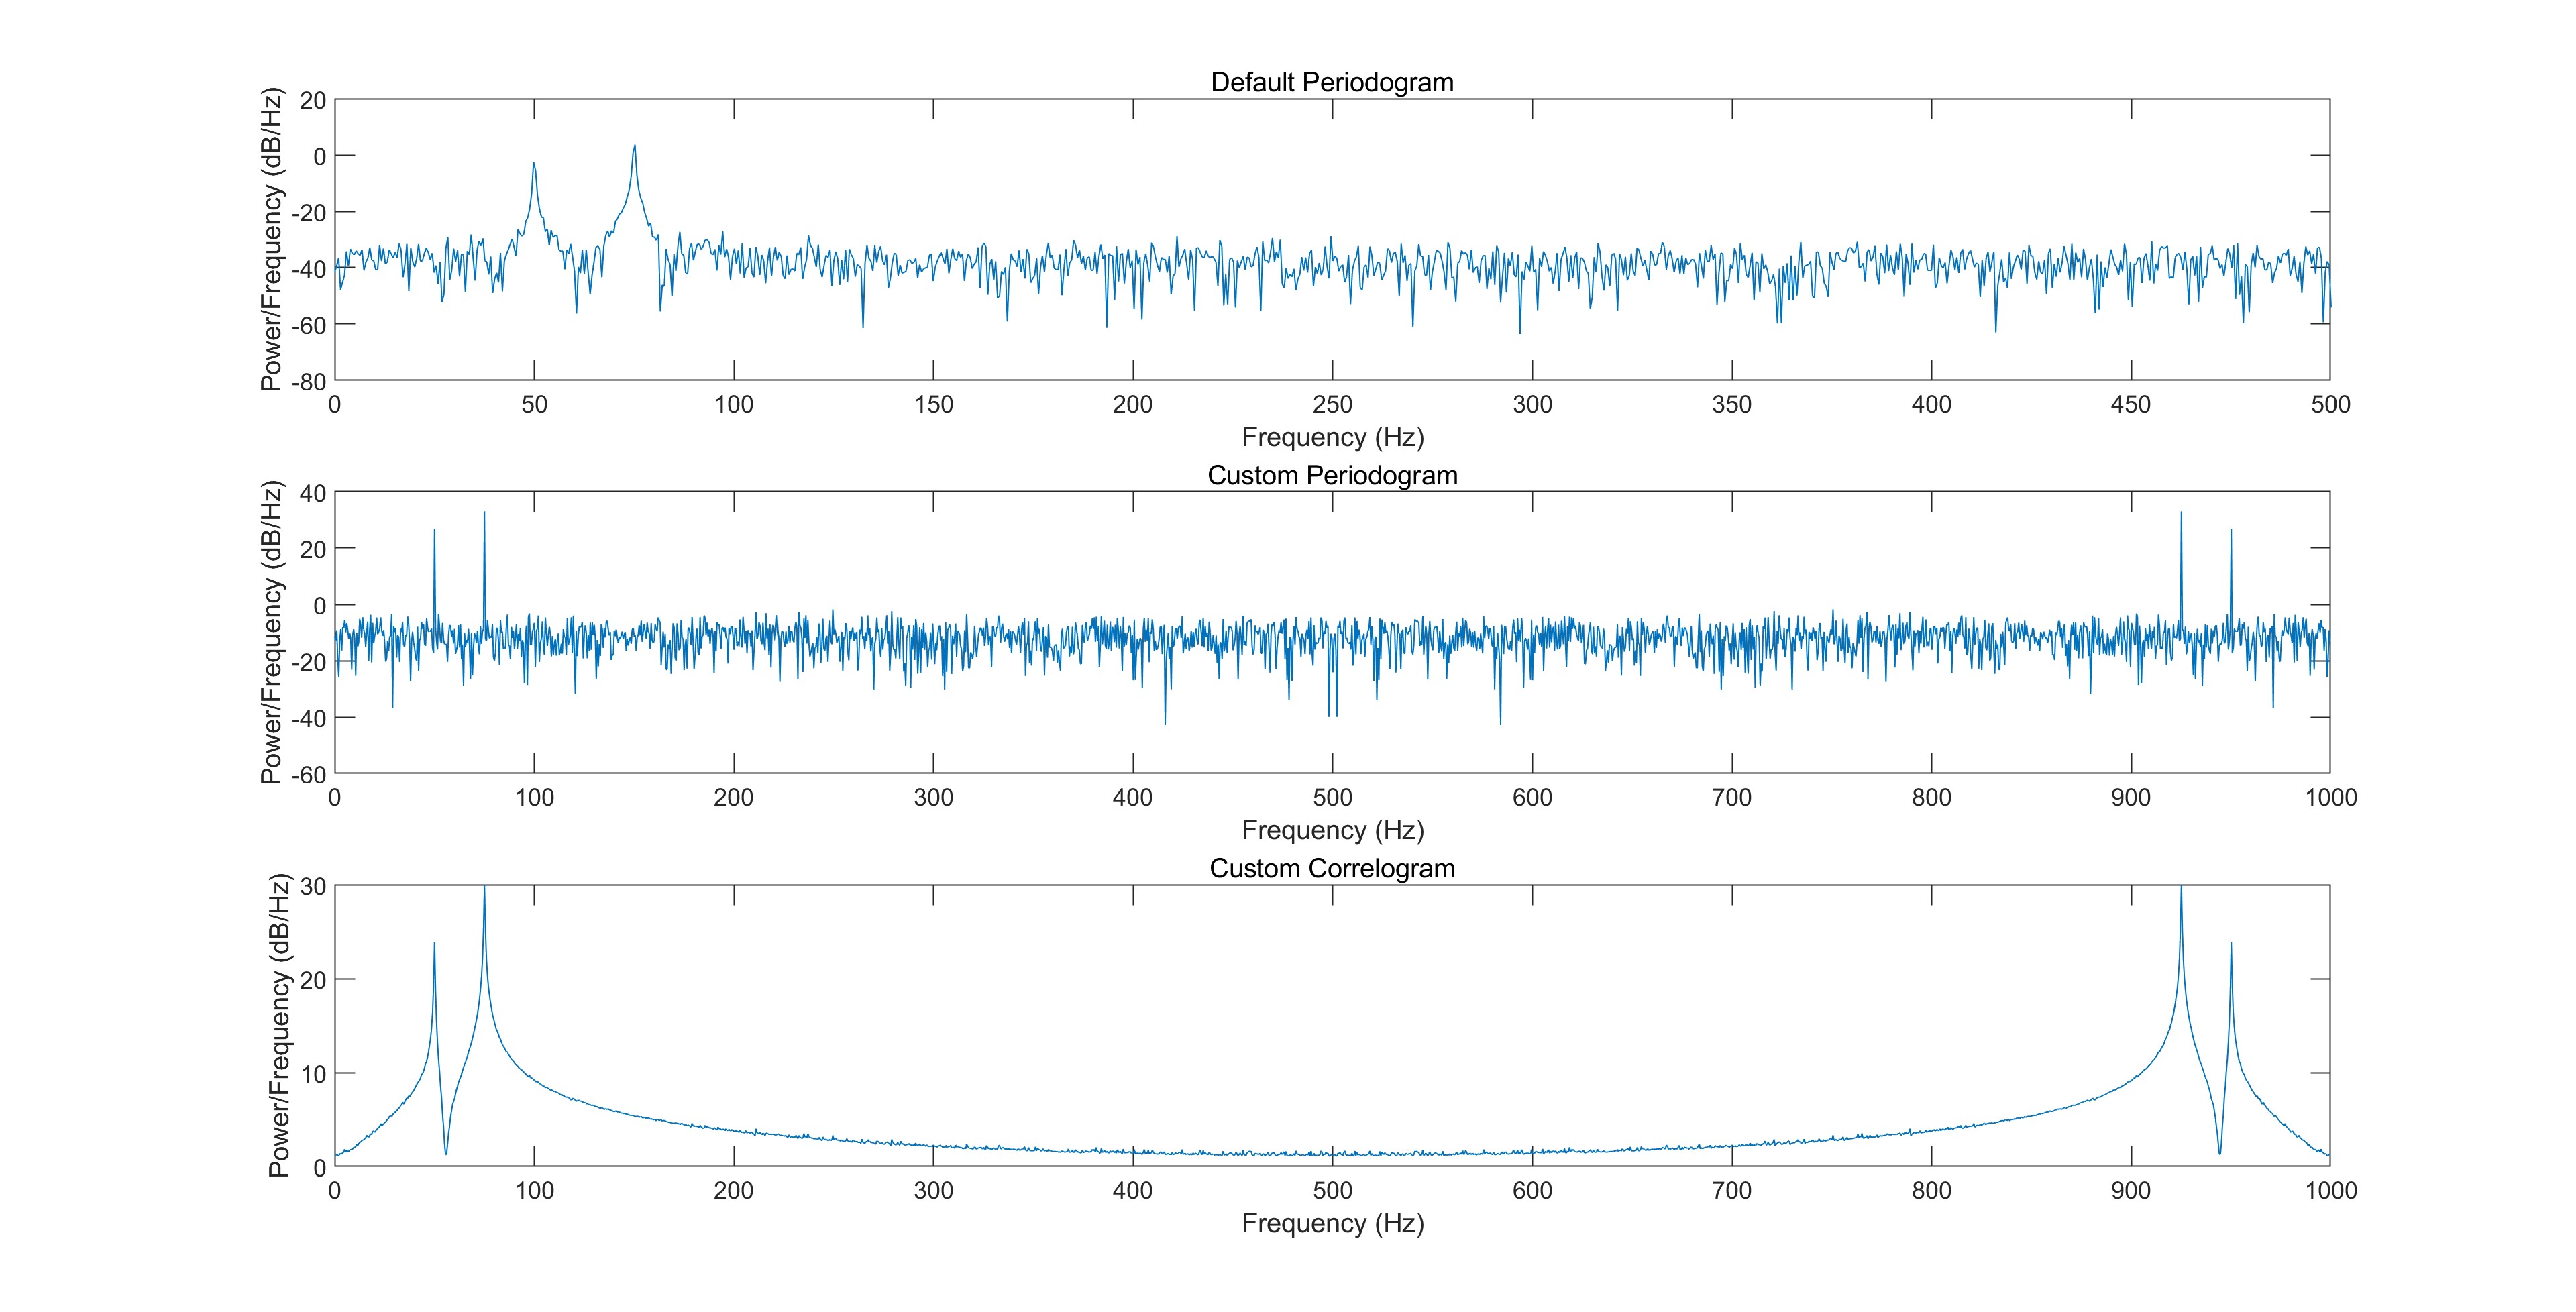 Default Periodogram
Power/Frequency (dB/Hz)
20
0
-20
-40
-60
-80
0 50 100 150 200 250 300 350 400 450 500
Frequency (Hz)
Custom Periodogram
Power/Frequency (dB/Hz)
40
20
0
-20
-40
-60
0 100 200 300 400 500 600 700 800 900 1000
Frequency (Hz)
Custom Correlogram
Power/Frequency (dB/Hz)
30
20
10
0
0 100 200 300 400 500 600 700 800 900 1000
Frequency (Hz)